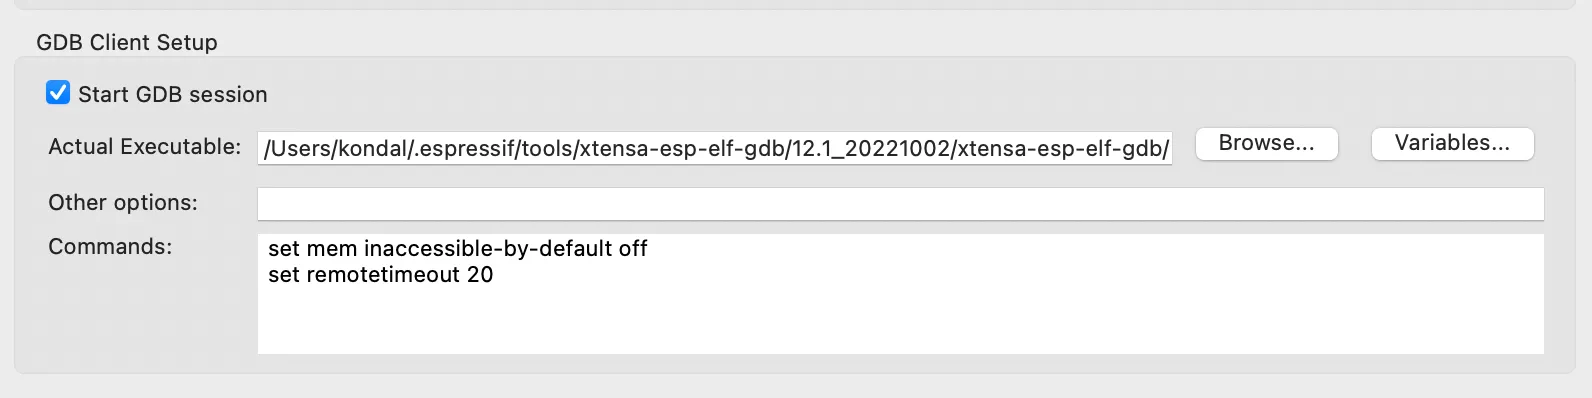 GDB Client Setup
Start GDB session
Actual Executable: /Users/kondal/.espressif/tools/xtensa-esp-elf-gdb/12.1_20221002/xtensa-esp-elf-gdb/ Browse... Variables...
Other options:
Commands: set mem inaccessible-by-default off
set remotetimeout 20